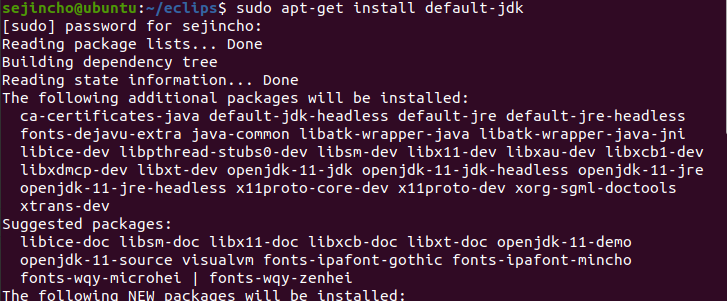 sejincho@ubuntu:~/eclips$ sudo apt-get install default-jdk
[sudo] password for sejincho:
Reading package lists... Done
Building dependency tree
Reading state information... Done
The following additional packages will be installed:
  ca-certificates-java default-jdk-headless default-jre default-jre-headless
  fonts-dejavu-extra java-common libatk-wrapper-java libatk-wrapper-java-jni
  libice-dev libpthread-stubs0-dev libsm-dev libx11-dev libxau-dev libxcb1-dev
  libxdmcp-dev libxt-dev openjdk-11-jdk openjdk-11-jdk-headless openjdk-11-jre
  openjdk-11-jre-headless x11proto-core-dev x11proto-dev xorg-sgml-doctools
  xtrans-dev
Suggested packages:
  libice-doc libsm-doc libx11-doc libxcb-doc libxt-doc openjdk-11-demo
  openjdk-11-source visualvm fonts-ipafont-gothic fonts-ipafont-mincho
  fonts-wqy-microhei | fonts-wqy-zenhei
The following NEW packages will be installed: